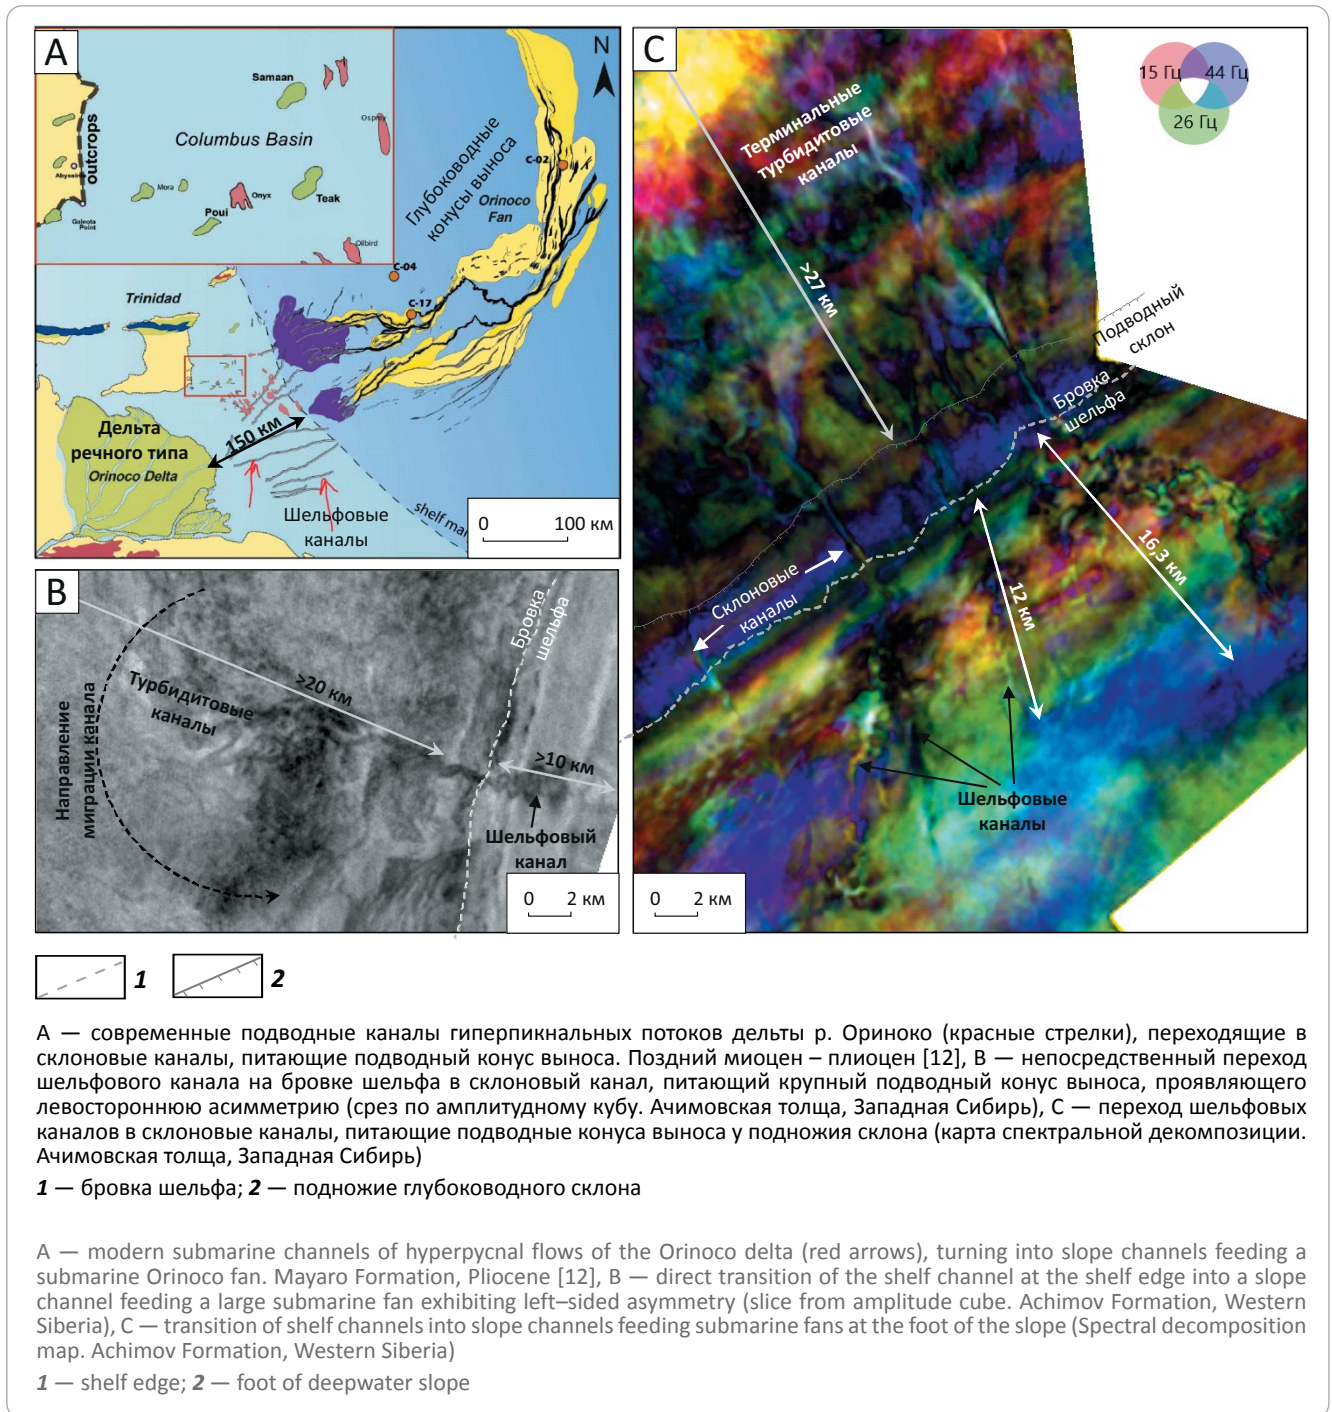 A
N
Samaan
Osprey
Columbus Basin
outcrops
Abyssinia
Mora
Onyx
Teak
Poui
Galeota
Point
Oilbird
Глубоководные
конусы выноса
C-02
Orinoco
Fan
C-04
C-17
Trinidad
Дельта
речного типа
Orinoco Delta
150 км
Шельфовые
каналы
shelf mar
0 100 км
B
Бровка
шельфа
Турбидитовые
каналы
>20 км
>10 км
Направление
миграции канала
Шельфовый
канал
0 2 км
C
15 Гц
44 Гц
26 Гц
Терминальные
турбидитовые
каналы
>27 км
Подводный
склон
Бровка
шельфа
Склоновые
каналы
12 км
16,3 км
Шельфовые
каналы
0 2 км
1
2
А — современные подводные каналы гиперпикнальных потоков дельты р. Ориноко (красные стрелки), переходящие в
склоновые каналы, питающие подводный конус выноса. Поздний миоцен – плиоцен [12], В — непосредственный переход
шельфового канала на бровке шельфа в склоновый канал, питающий крупный подводный конус выноса, проявляющего
левостороннюю асимметрию (срез по амплитудному кубу. Ачимовская толща, Западная Сибирь), С — переход шельфовых
каналов в склоновые каналы, питающие подводные конуса выноса у подножия склона (карта спектральной декомпозиции.
Ачимовская толща, Западная Сибирь)
1 — бровка шельфа; 2 — подножие глубоководного склона
A — modern submarine channels of hyperpycnal flows of the Orinoco delta (red arrows), turning into slope channels feeding a
submarine Orinoco fan. Mayaro Formation, Pliocene [12], B — direct transition of the shelf channel at the shelf edge into a slope
channel feeding a large submarine fan exhibiting left–sided asymmetry (slice from amplitude cube. Achimov Formation, Western
Siberia), C — transition of shelf channels into slope channels feeding submarine fans at the foot of the slope (Spectral decomposition
map. Achimov Formation, Western Siberia)
1 — shelf edge; 2 — foot of deepwater slope